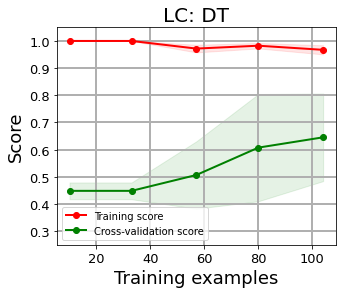 LC: DT
Score
1.0
0.9
0.8
0.7
0.6
0.5
0.4
0.3
Training score
Cross-validation score
20 40 60 80 100
Training examples